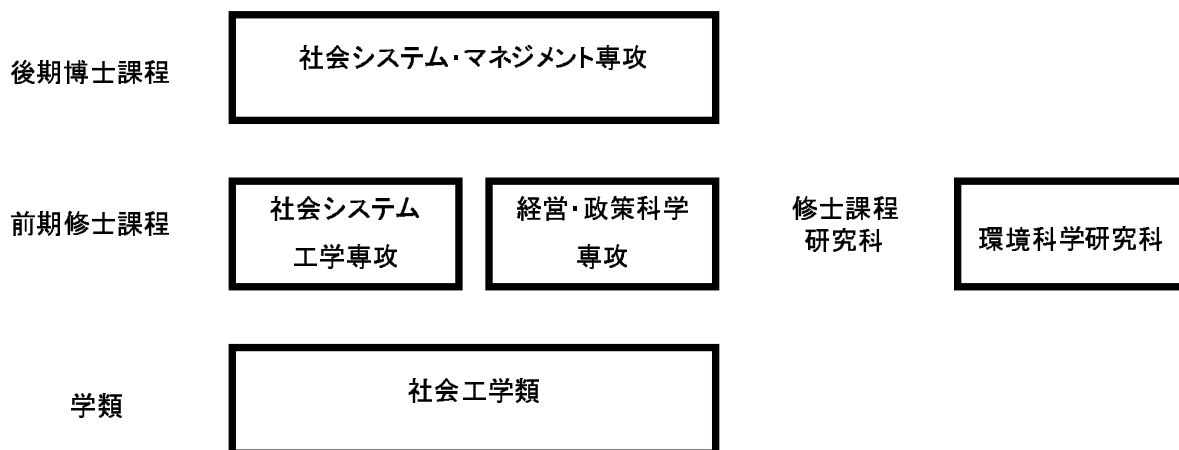 後期博士課程
社会システム・マネジメント専攻
前期修士課程
社会システム
工学専攻
経営・政策科学
専攻
修士課程
研究科
環境科学研究科
学類
社会工学類